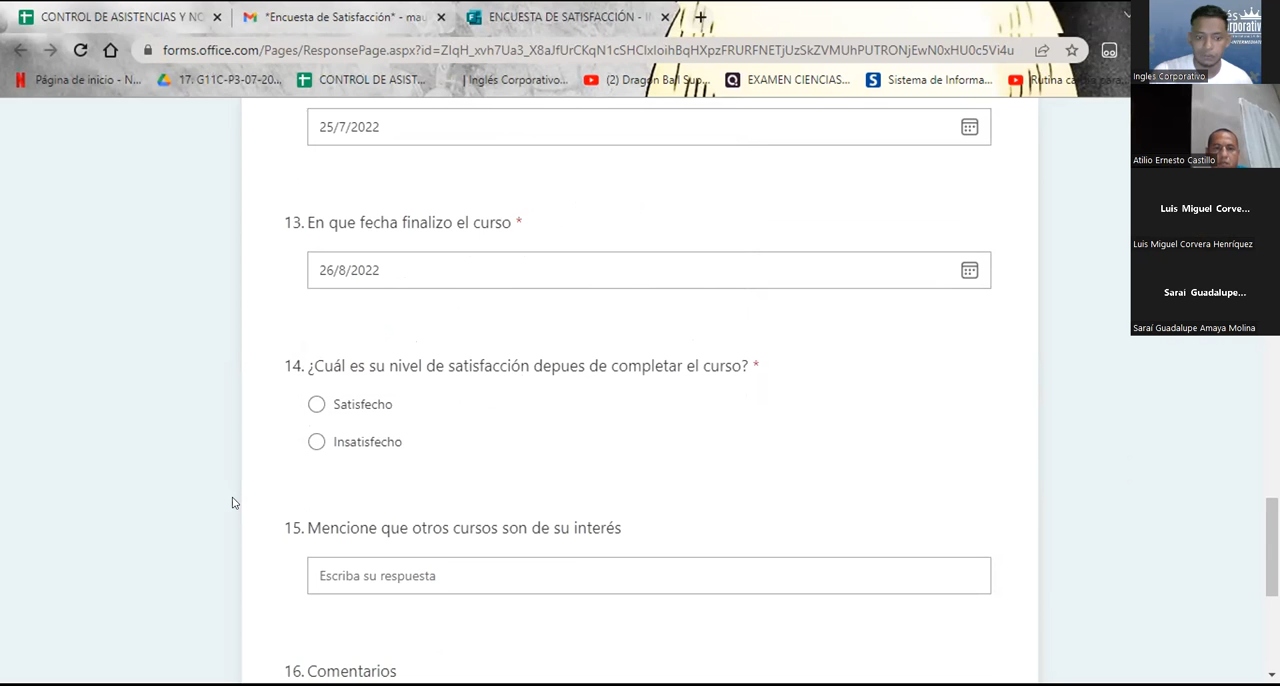 CONTROL DE ASISTENCIAS Y NO
*Encuesta de Satisfacción* - mau
ENCUESTA DE SATISFACCIÓN - I
forms.office.com/Pages/ResponsePage.aspx?id=ZIqH_xvh7Ua3_XtaJfUrCKqN1cSHCIxIoihBqHXpzFRURFNETjUzSkZVMUhPUTRONjEwN0xHU0c5Vi4u
Página de inicio - N...
17: G11C-P3-07-20...
CONTROL DE ASIST...
Inglés Corporativo...
(2) Dragon Ball Sup...
EXAMEN CIENCIAS...
Sistema de Informa...
Rutina
para
25/7/2022
13. En que fecha finalizo el curso *
26/8/2022
14. ¿Cuál es su nivel de satisfacción depues de completar el curso? *
Satisfecho
Insatisfecho
15. Mencione que otros cursos son de su interés
Escriba su respuesta
16. Comentarios
Ingles Corporativo
Atilio Ernesto Castillo
Luis Miguel Corve...
Luis Miguel Corvera Henríquez
Sarai Guadalupe...
Saraí Guadalupe Amaya Molina